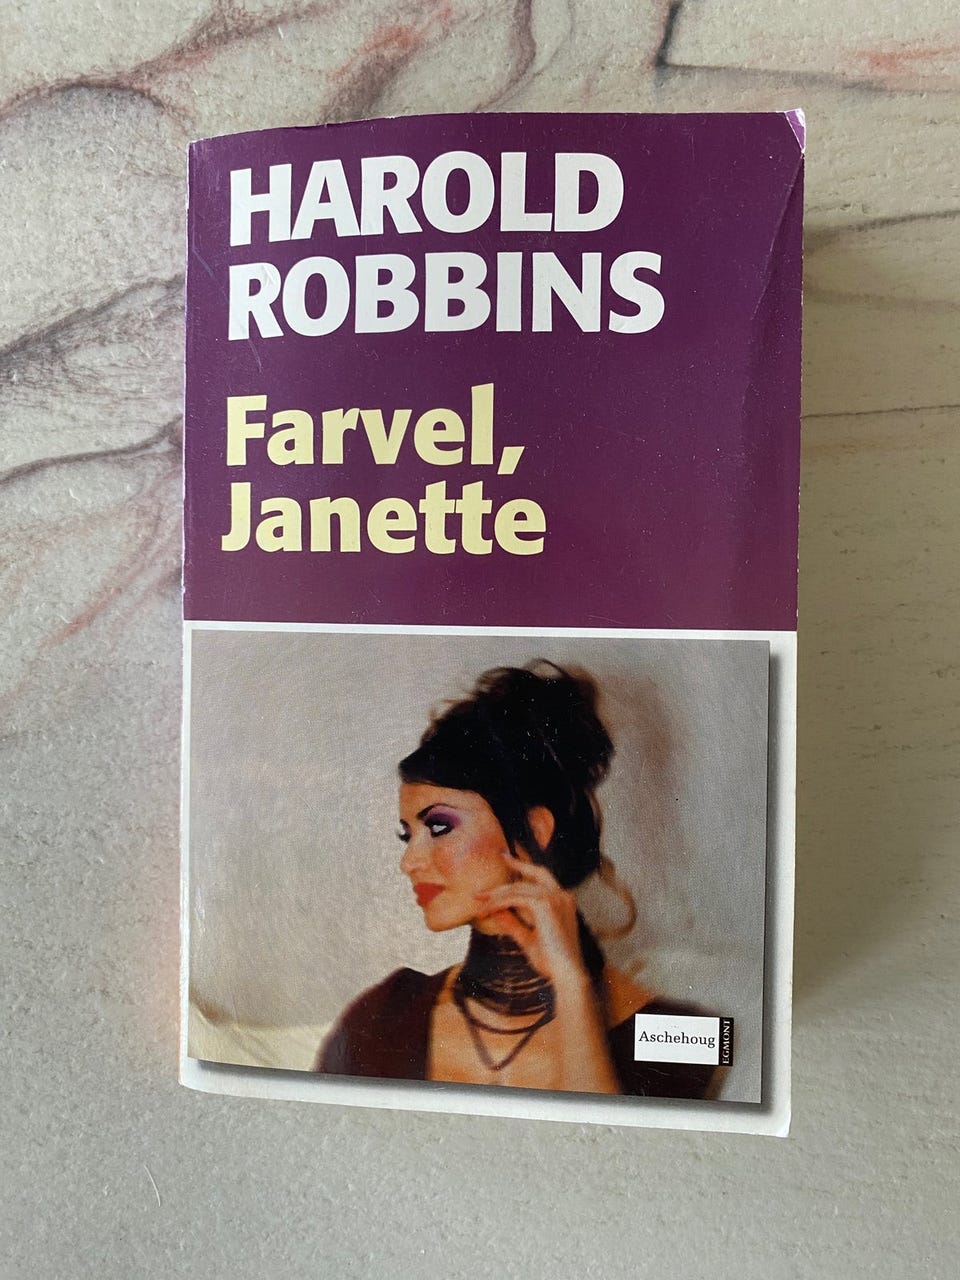 HAROLD
ROBBINS
Farvel,
Janette
Aschehoug
EGMONT